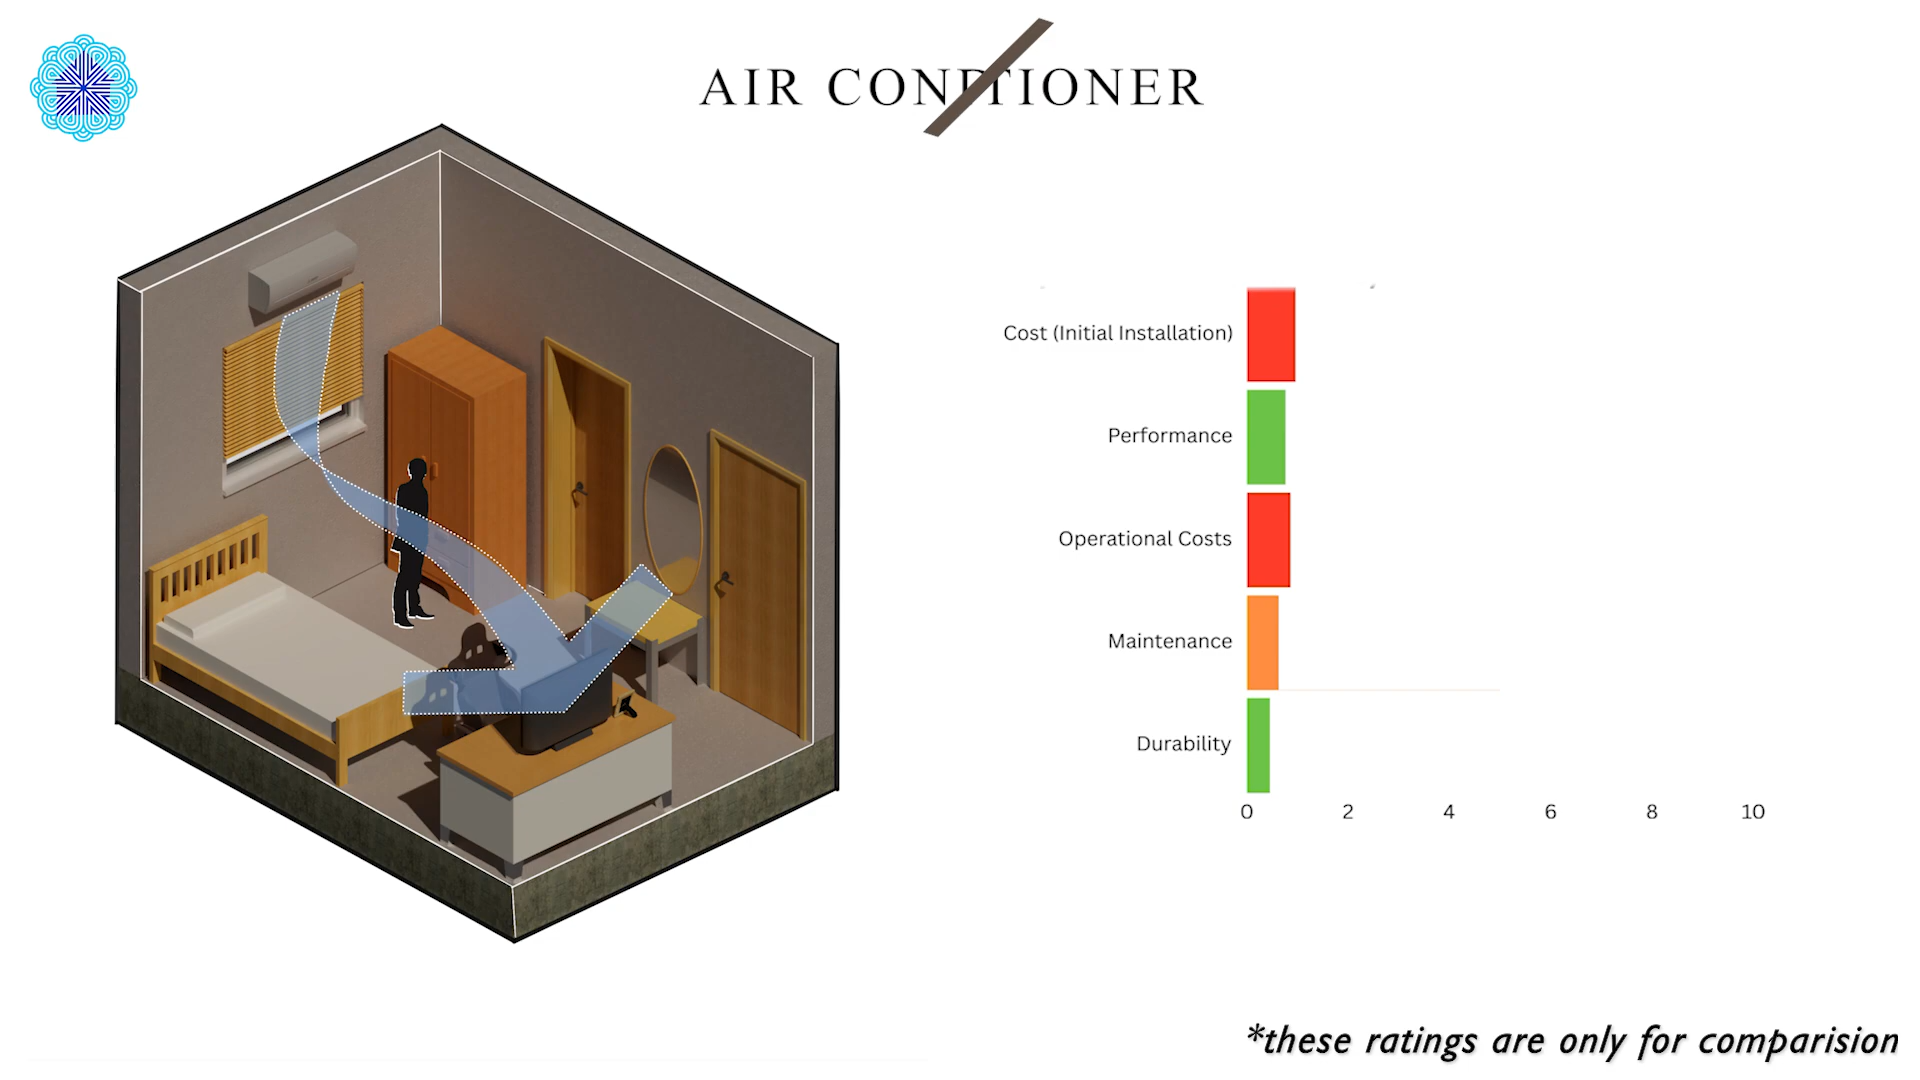 AIR CONDTIONER
Cost (Initial Installation)
Performance
Operational Costs
Maintenance
Durability
0 2 4 6 8 10
*these ratings are only for comparision